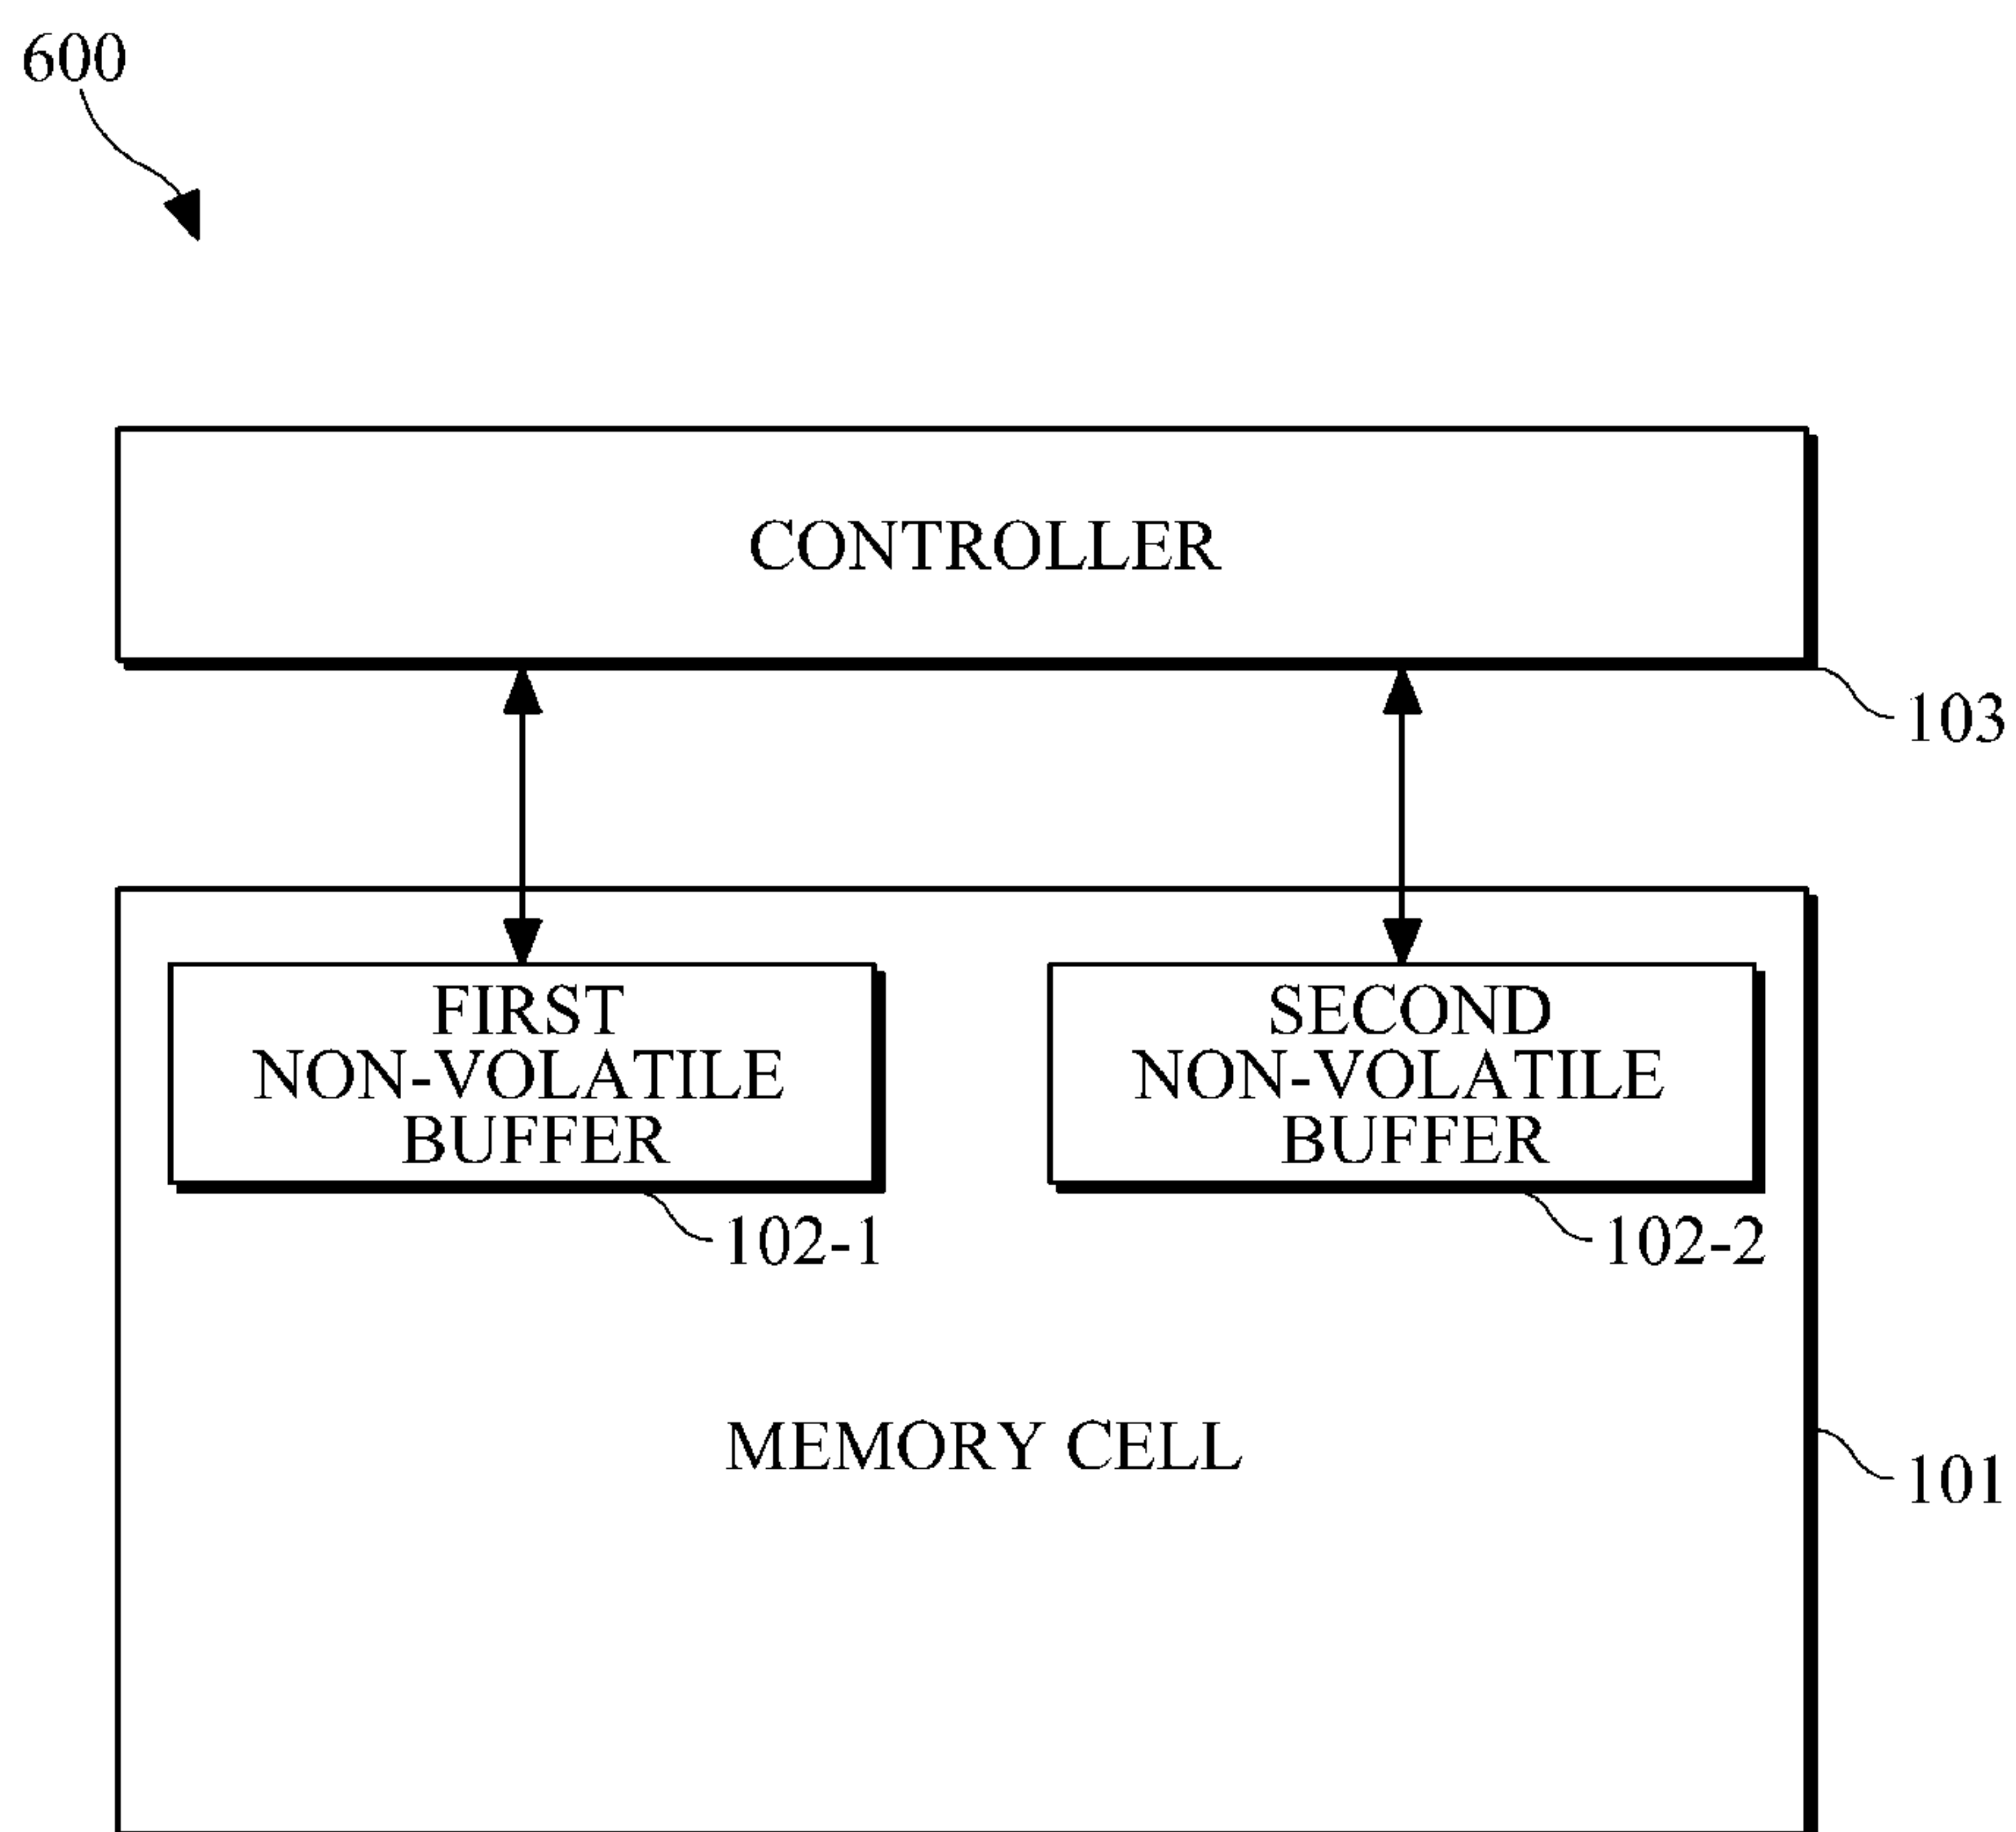 600
CONTROLLER
103
FIRST
NON-VOLATILE
BUFFER
102-1
SECOND
NON-VOLATILE
BUFFER
102-2
MEMORY CELL
101